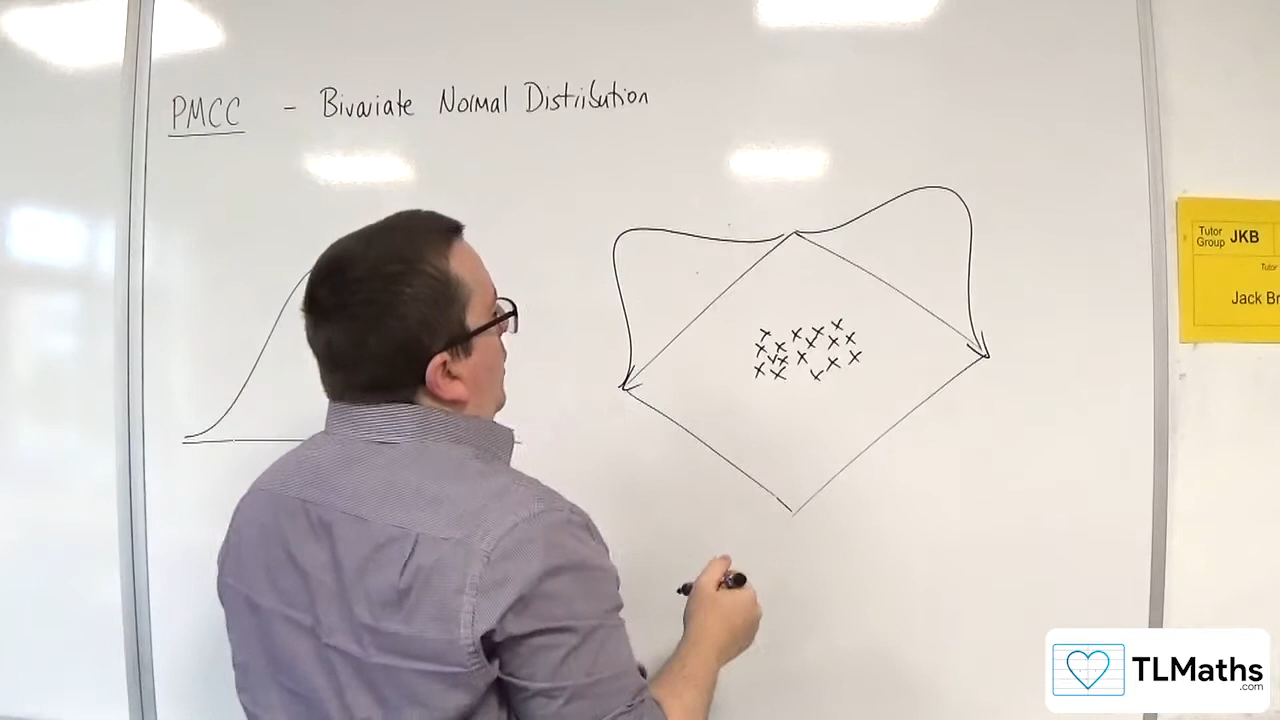 PMCC - Bivariate Normal Distribution
Tutor Group JKB
Tutor
Jack Br
TLMaths
.com